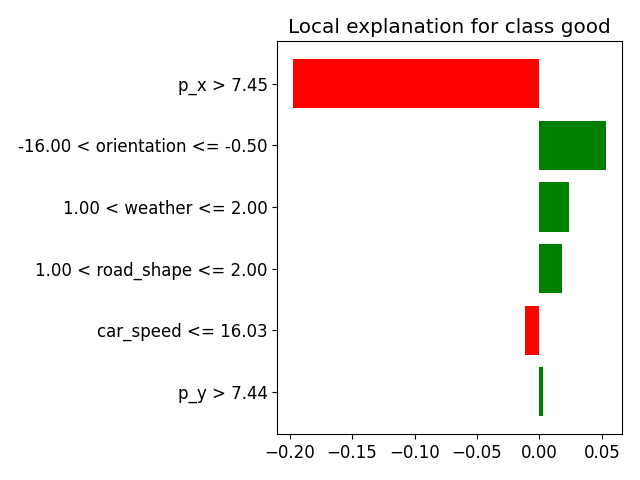 Local explanation for class good
p_x > 7.45
-16.00 < orientation <= -0.50
1.00 < weather <= 2.00
1.00 < road_shape <= 2.00
car_speed <= 16.03
p_y > 7.44
−0.20 −0.15 −0.10 −0.05 0.00 0.05